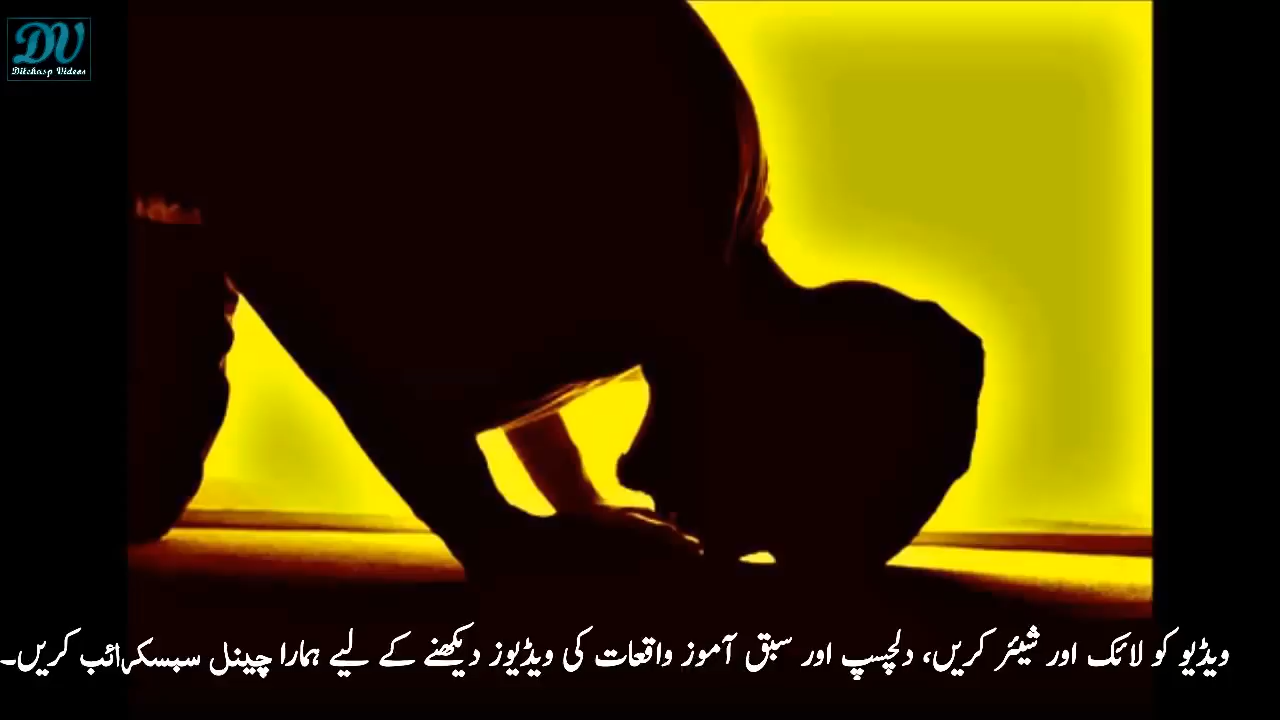 DV
Ditchasp Videos
ویڈیو کو لائک اور شیئر کریں، دلچسپ اور سبق آموز واقعات کی ویڈیوز دیکھنے کے لیے ہمارا چینل سبسکرائب کریں۔